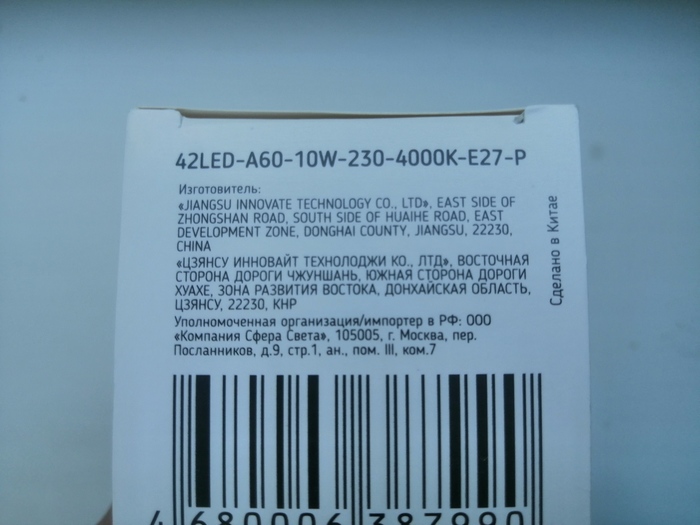 42LED-A60-10W-230-4000K-E27-P
Изготовитель:
«JIANGSU INNOVATE TECHNOLOGY CO., LTD», EAST SIDE OF
ZHONGSHAN ROAD, SOUTH SIDE OF HUAIHE ROAD, EAST
DEVELOPMENT ZONE, DONGHAI COUNTY, JIANGSU, 22230,
CHINA
«ЦЗЯНСУ ИННОВАЙТ ТЕХНОЛОДЖИ КО., ЛТД», ВОСТОЧНАЯ
СТОРОНА ДОРОГИ ЧЖУНШАНЬ, ЮЖНАЯ СТОРОНА ДОРОГИ
ХУАХЕ, ЗОНА РАЗВИТИЯ ВОСТОКА, ДОНХАЙСКАЯ ОБЛАСТЬ,
ЦЗЯНСУ, 22230, КНР
Уполномоченная организация/импортер в РФ: ООО
«Компания Сфера Света», 105005, г. Москва, пер.
Посланников, д.9, стр.1, ан., пом. III, ком.7
Сделано в Китае
4 680006 387990